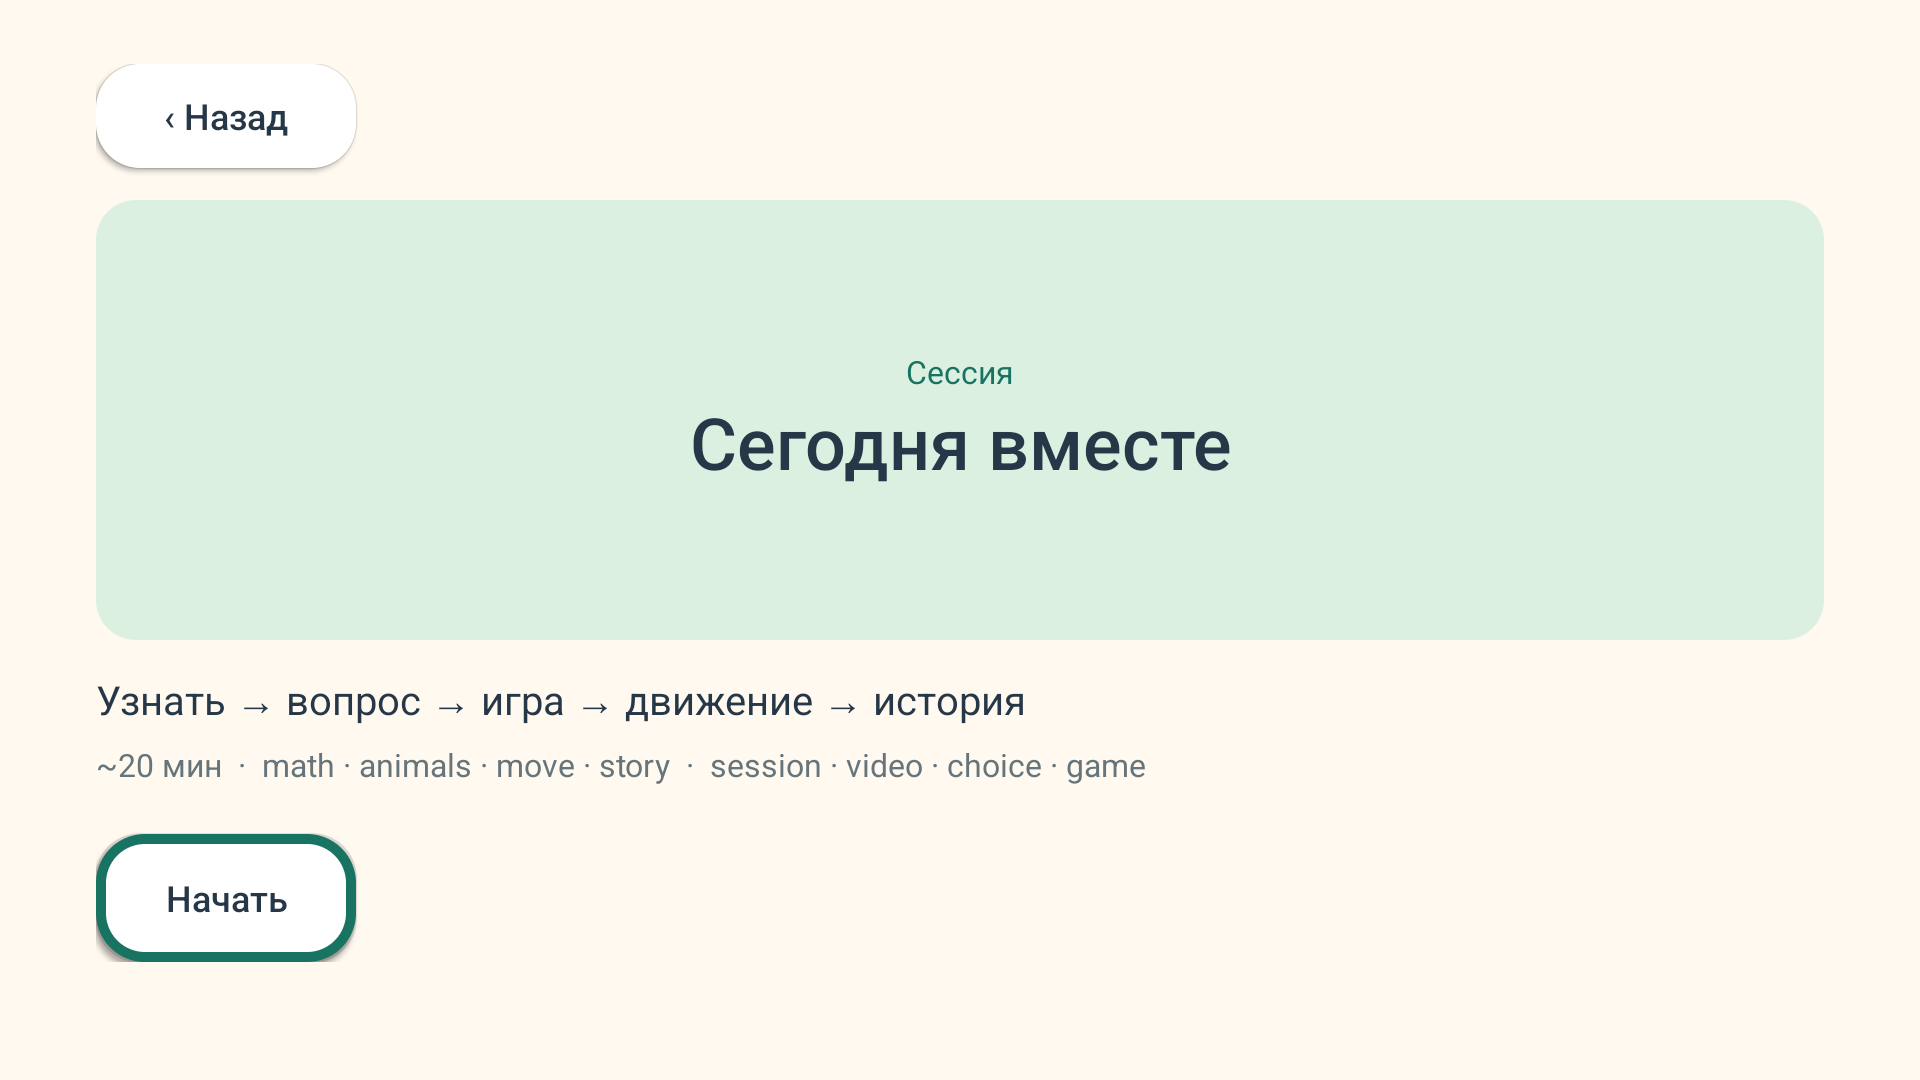 ‹ Назад
Сессия
Сегодня вместе
Узнать → вопрос → игра → движение → история
~20 мин · math · animals · move · story · session · video · choice · game
Начать